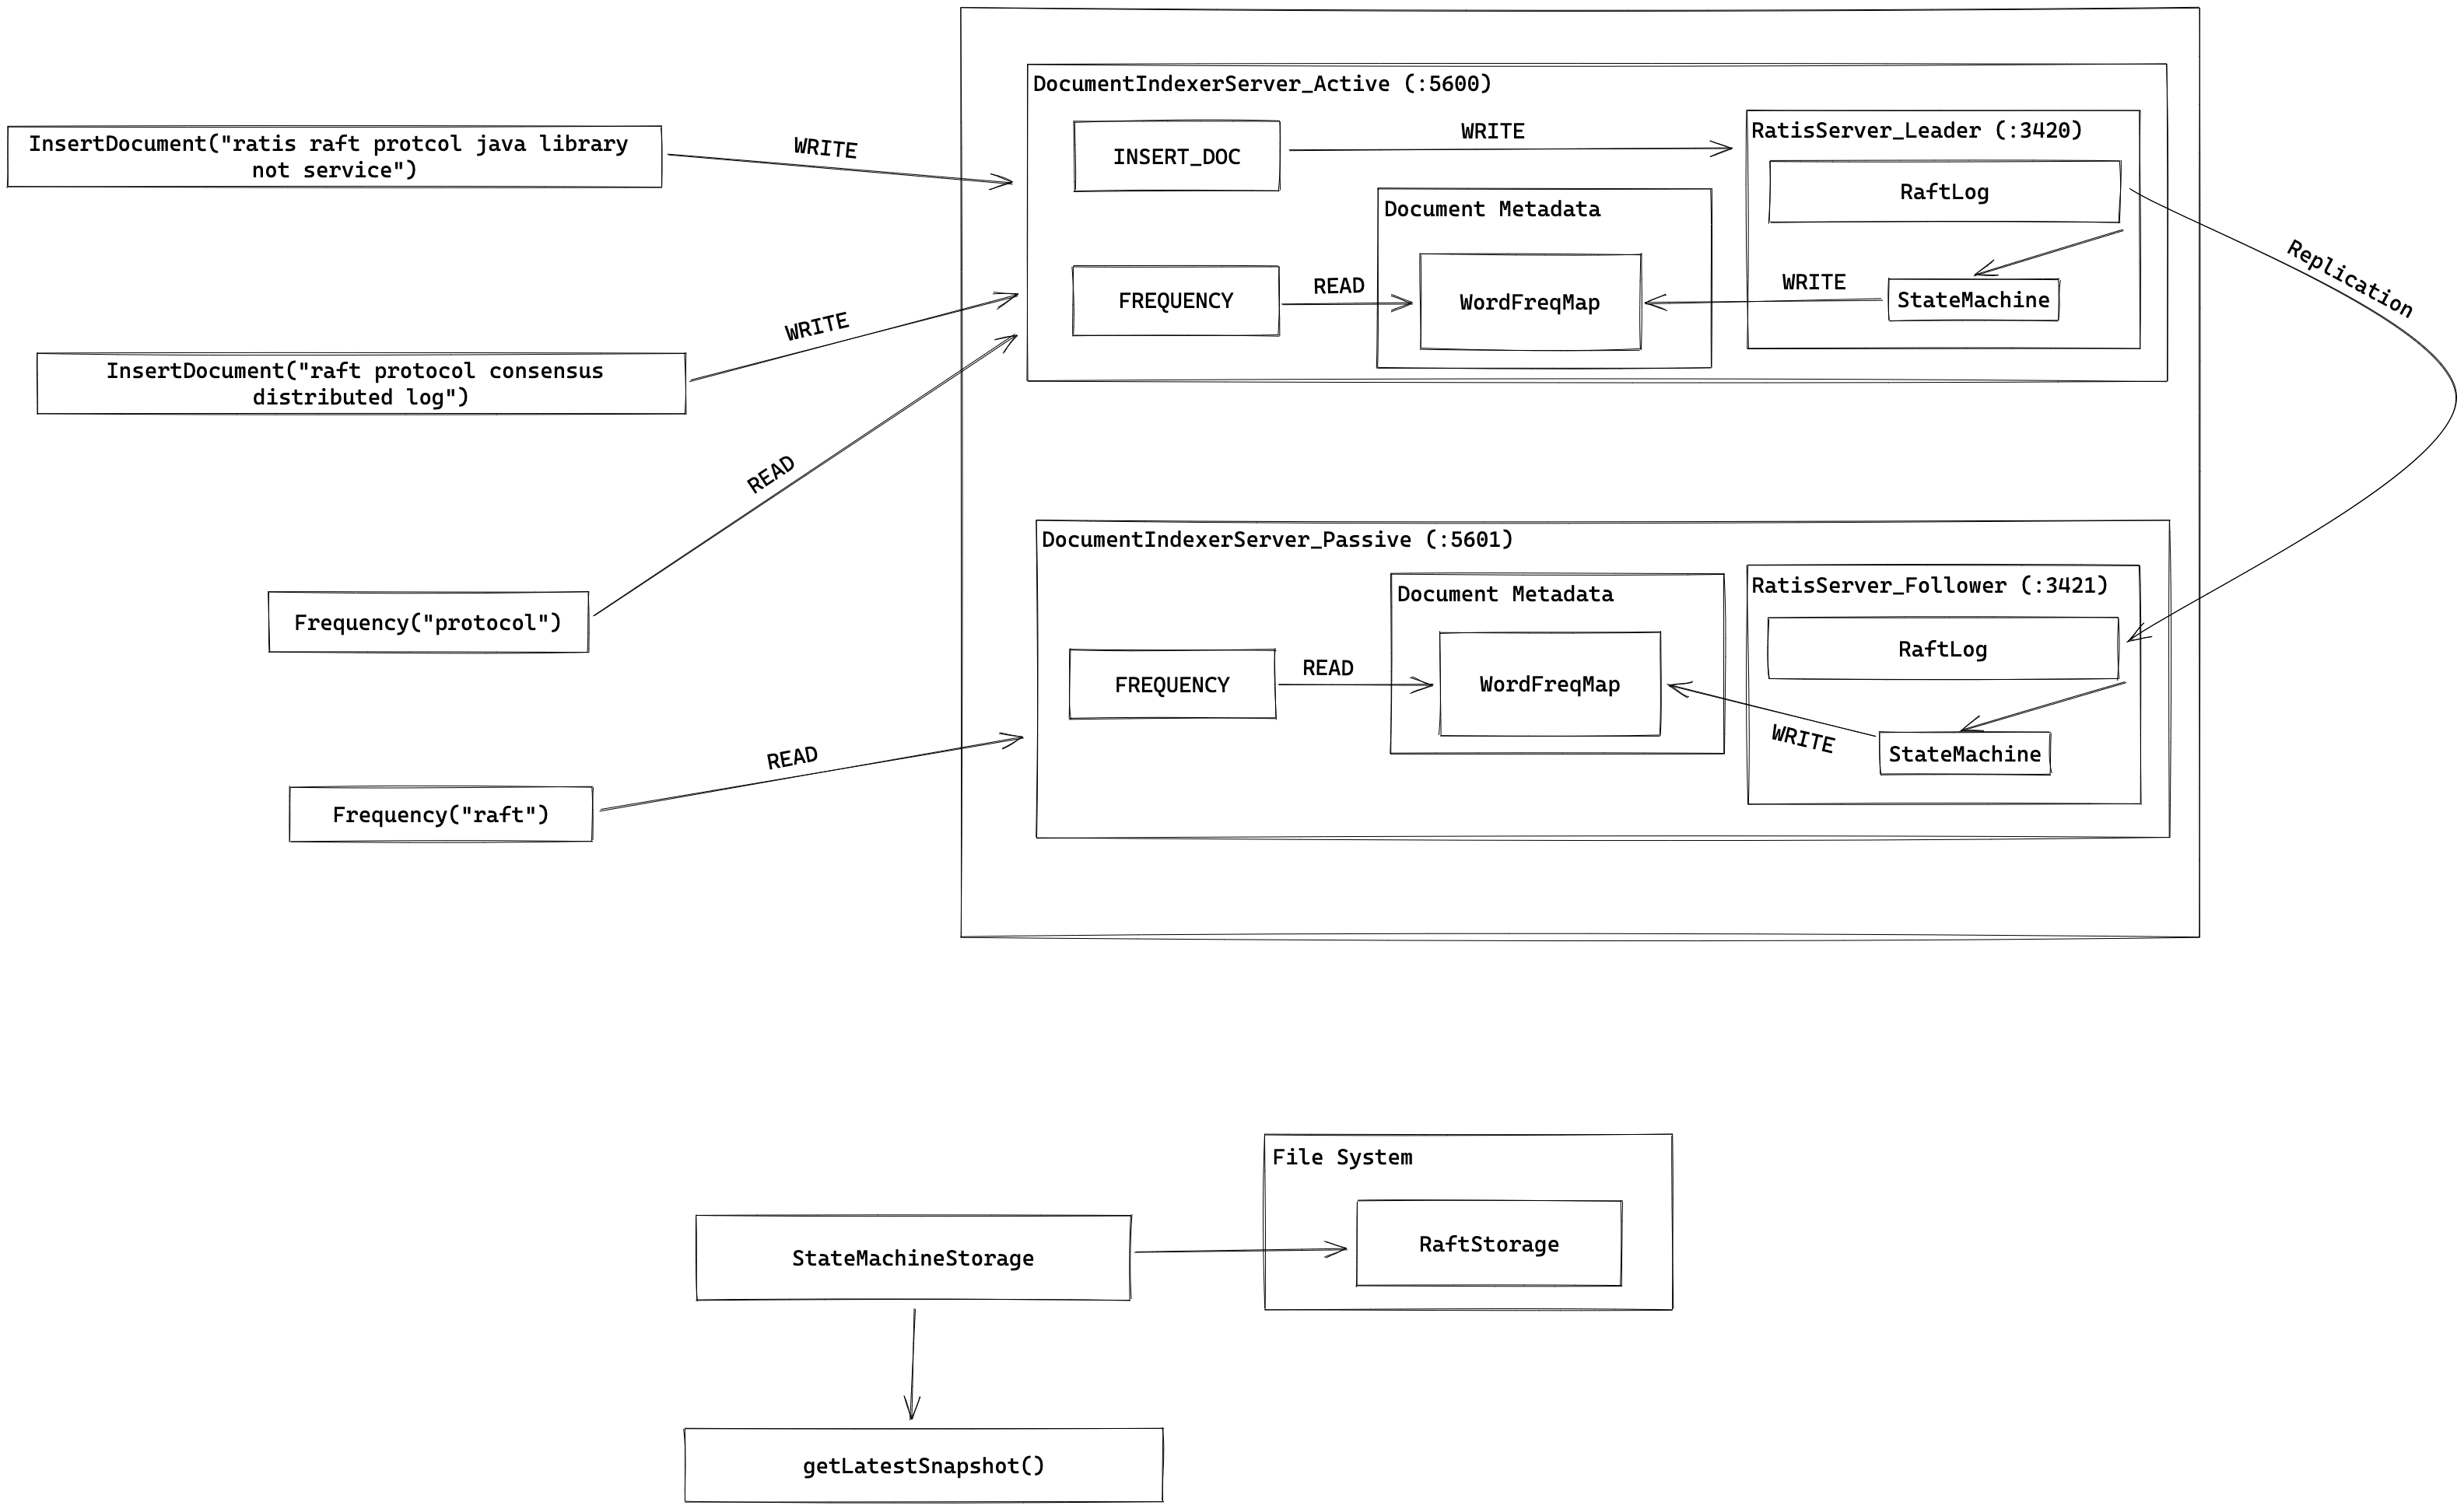 InsertDocument("ratis raft protcol java library
not service")
WRITE
InsertDocument("raft protocol consensus
distributed log")
WRITE
Frequency("protocol")
READ
Frequency("raft")
READ
DocumentIndexerServer_Active (:5600)
INSERT_DOC
WRITE
FREQUENCY
READ
Document Metadata
WordFreqMap
WRITE
RatisServer_Leader (:3420)
RaftLog
StateMachine
Replication
DocumentIndexerServer_Passive (:5601)
FREQUENCY
READ
Document Metadata
WordFreqMap
WRITE
RatisServer_Follower (:3421)
RaftLog
StateMachine
File System
RaftStorage
StateMachineStorage
getLatestSnapshot()